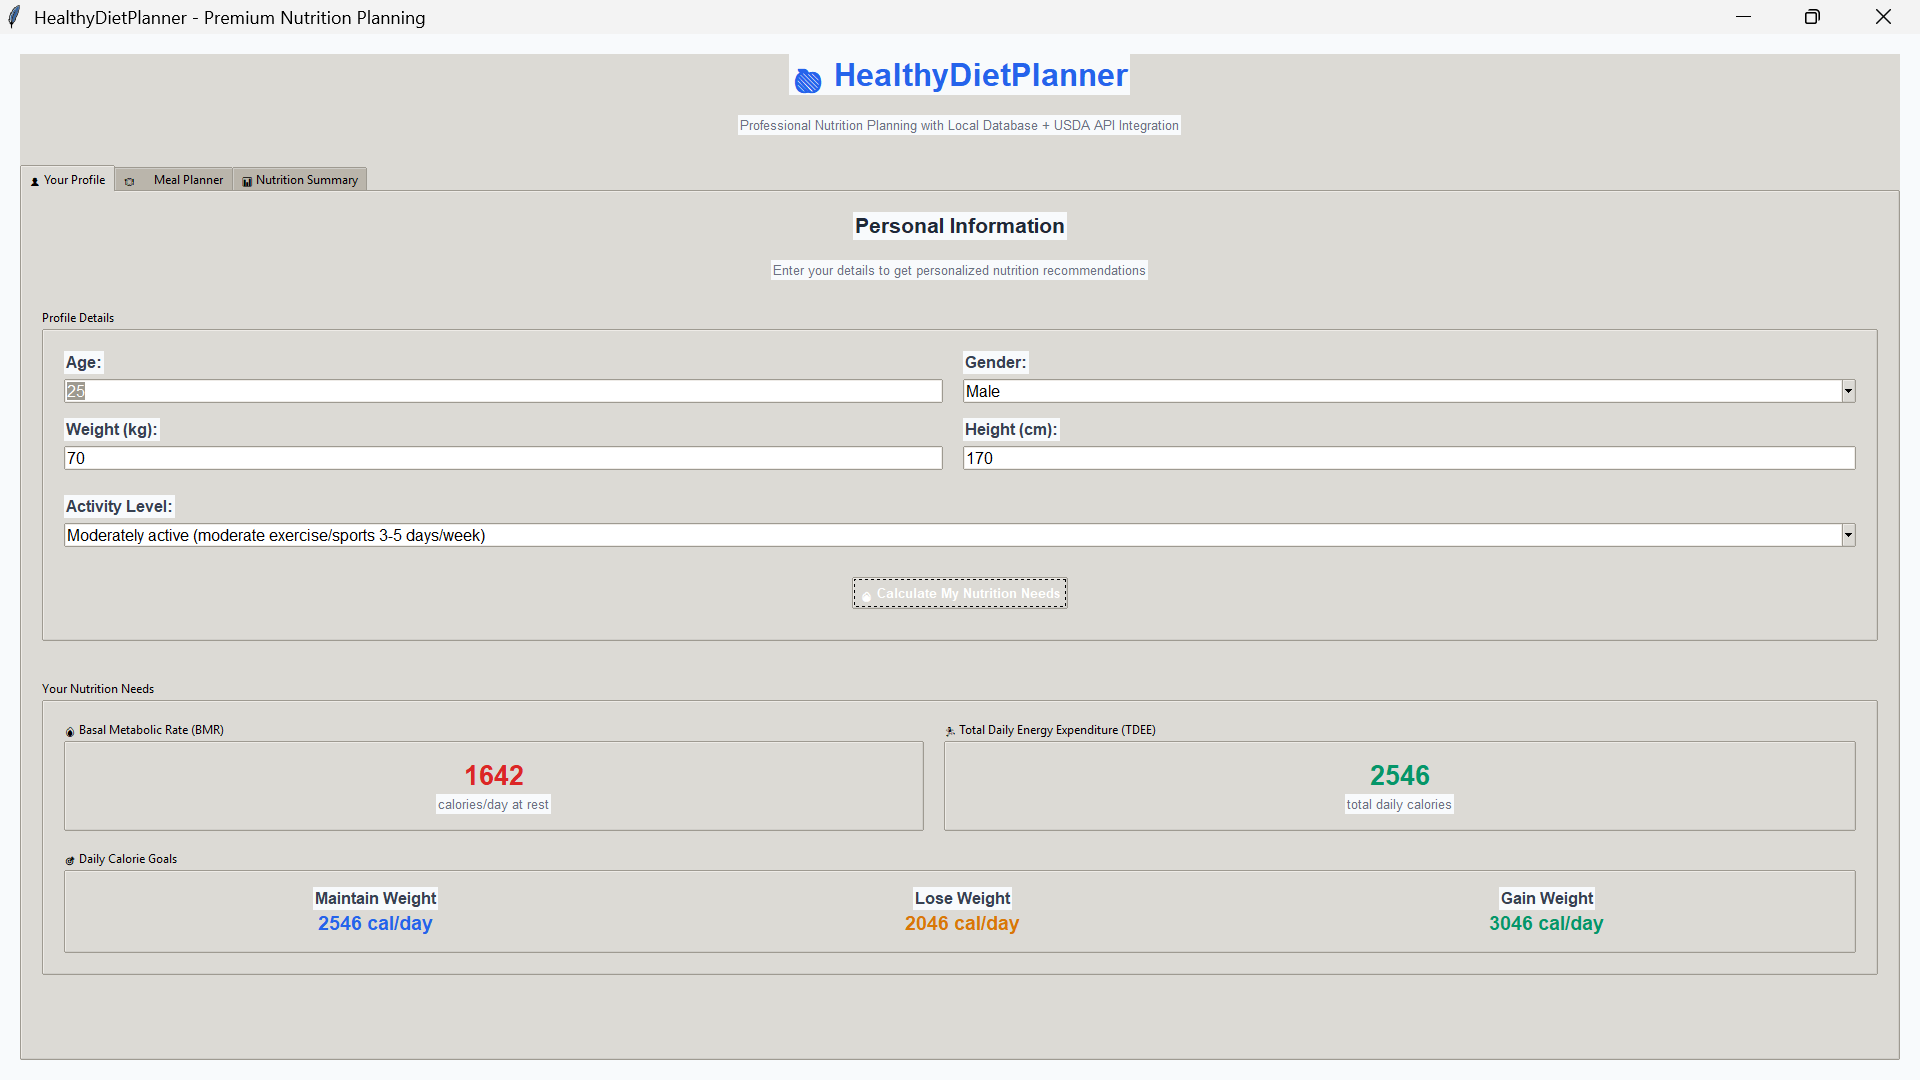 HealthyDietPlanner - Premium Nutrition Planning
HealthyDietPlanner
Professional Nutrition Planning with Local Database + USDA API Integration
Your Profile
Meal Planner
Nutrition Summary
Personal Information
Enter your details to get personalized nutrition recommendations
Profile Details
Age:
25
Gender:
Male
Weight (kg):
70
Height (cm):
170
Activity Level:
Moderately active (moderate exercise/sports 3-5 days/week)
Calculate My Nutrition Needs
Your Nutrition Needs
Basal Metabolic Rate (BMR)
1642
calories/day at rest
Total Daily Energy Expenditure (TDEE)
2546
total daily calories
Daily Calorie Goals
Maintain Weight
2546 cal/day
Lose Weight
2046 cal/day
Gain Weight
3046 cal/day